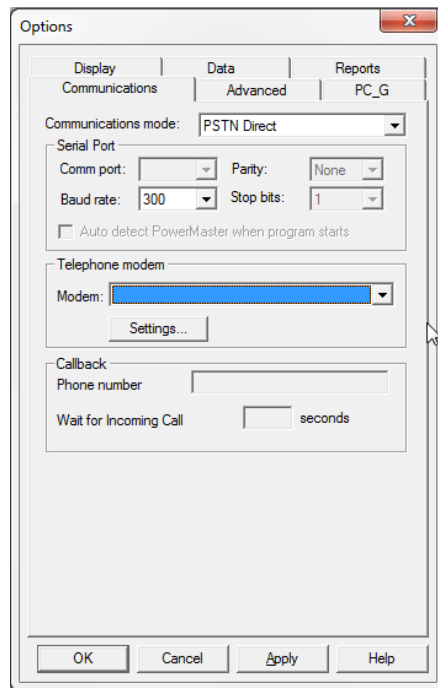 Options
Display Data Reports
Communications Advanced PC_G
Communications mode: PSTN Direct
Serial Port
Comm port: Parity: None
Baud rate: 300 Stop bits: 1
Auto detect PowerMaster when program starts
Telephone modem
Modem:
Settings...
Callback
Phone number
Wait for Incoming Call seconds
OK Cancel Apply Help